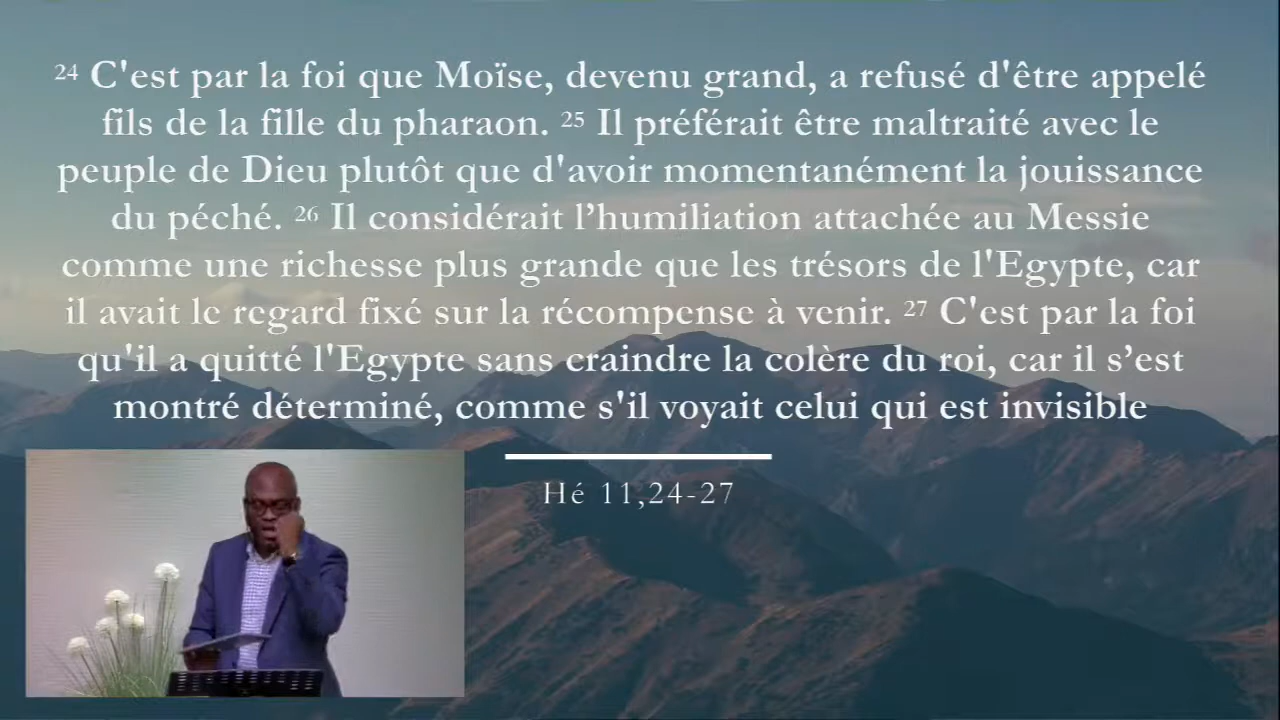 24 C'est par la foi que Moïse, devenu grand, a refusé d'être appelé
fils de la fille du pharaon. 25 Il préférait être maltraité avec le
peuple de Dieu plutôt que d'avoir momentanément la jouissance
du péché. 26 Il considérait l’humiliation attachée au Messie
comme une richesse plus grande que les trésors de l'Egypte, car
il avait le regard fixé sur la récompense à venir. 27 C'est par la foi
qu'il a quitté l'Egypte sans craindre la colère du roi, car il s’est
montré déterminé, comme s'il voyait celui qui est invisible
Hé 11,24-27